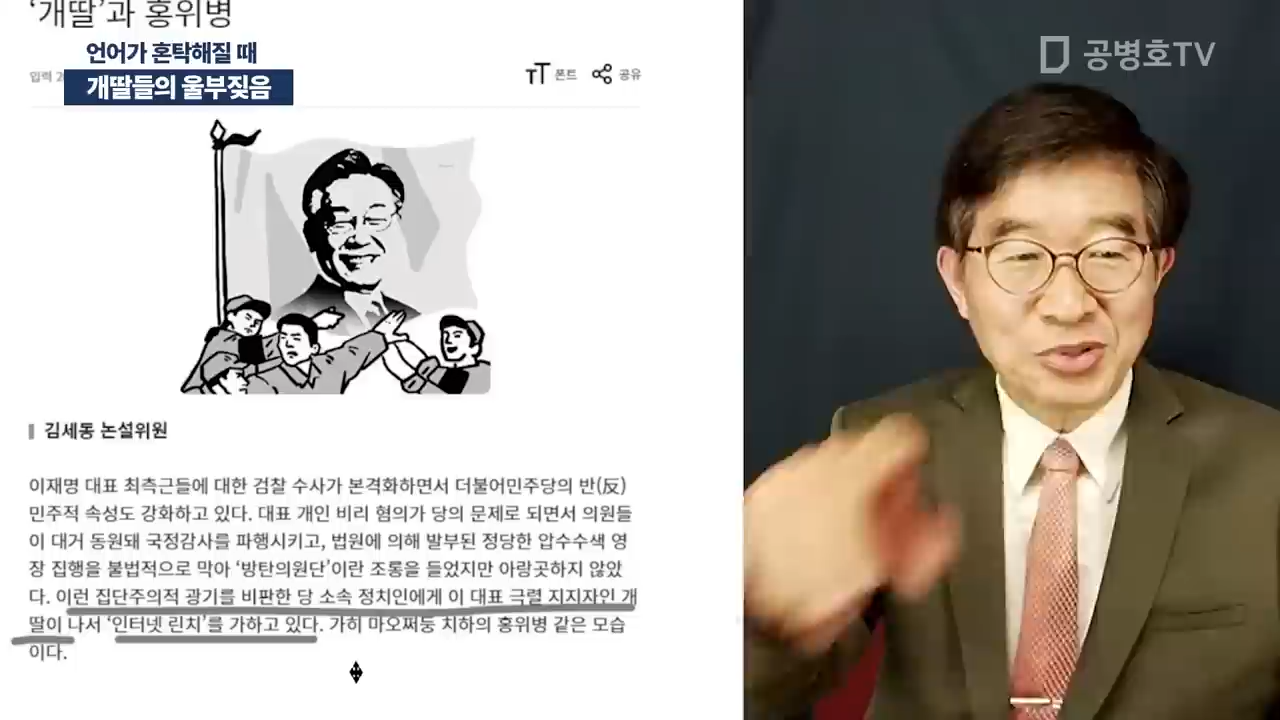 ‘개딸’과 홍위병
언어가 혼탁해질 때
입력 2
개딸들의 울부짖음
TT 폰트 공유
공병호TV
김세동 논설위원
이재명 대표 최측근들에 대한 검찰 수사가 본격화하면서 더불어민주당의 반(反)
민주적 속성도 강화하고 있다. 대표 개인 비리 혐의가 당의 문제로 되면서 의원들
이 대거 동원돼 국정감사를 파행시키고, 법원에 의해 발부된 정당한 압수수색 영
장 집행을 불법적으로 막아 ‘방탄의원단’이란 조롱을 들었지만 아랑곳하지 않았
다. 이런 집단주의적 광기를 비판한 당 소속 정치인에게 이 대표 극렬 지지자인 개
딸이 나서 ‘인터넷 린치’를 가하고 있다. 가히 마오쩌둥 치하의 홍위병 같은 모습
이다.